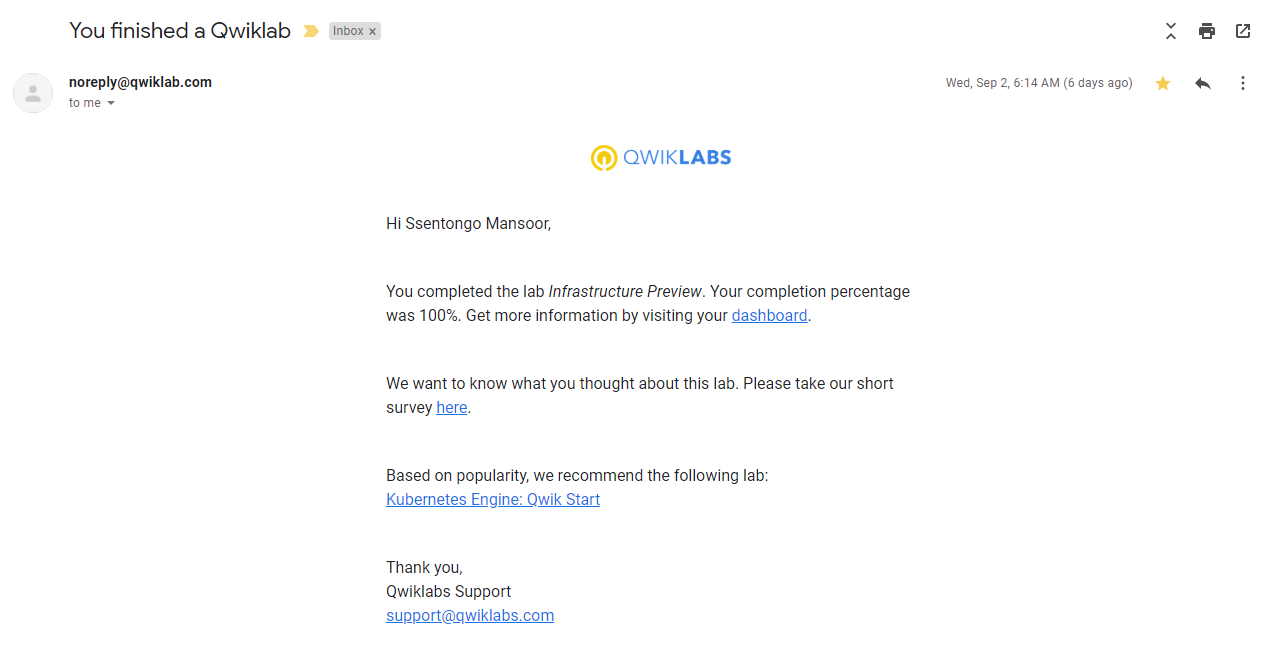 You finished a Qwiklab
Inbox ×
noreply@qwiklab.com
Wed, Sep 2, 6:14 AM (6 days ago)
to me
QWIKLABS
Hi Ssentongo Mansoor,
You completed the lab Infrastructure Preview. Your completion percentage
was 100%. Get more information by visiting your dashboard.
We want to know what you thought about this lab. Please take our short
survey here.
Based on popularity, we recommend the following lab:
Kubernetes Engine: Qwik Start
Thank you,
Qwiklabs Support
support@qwiklabs.com